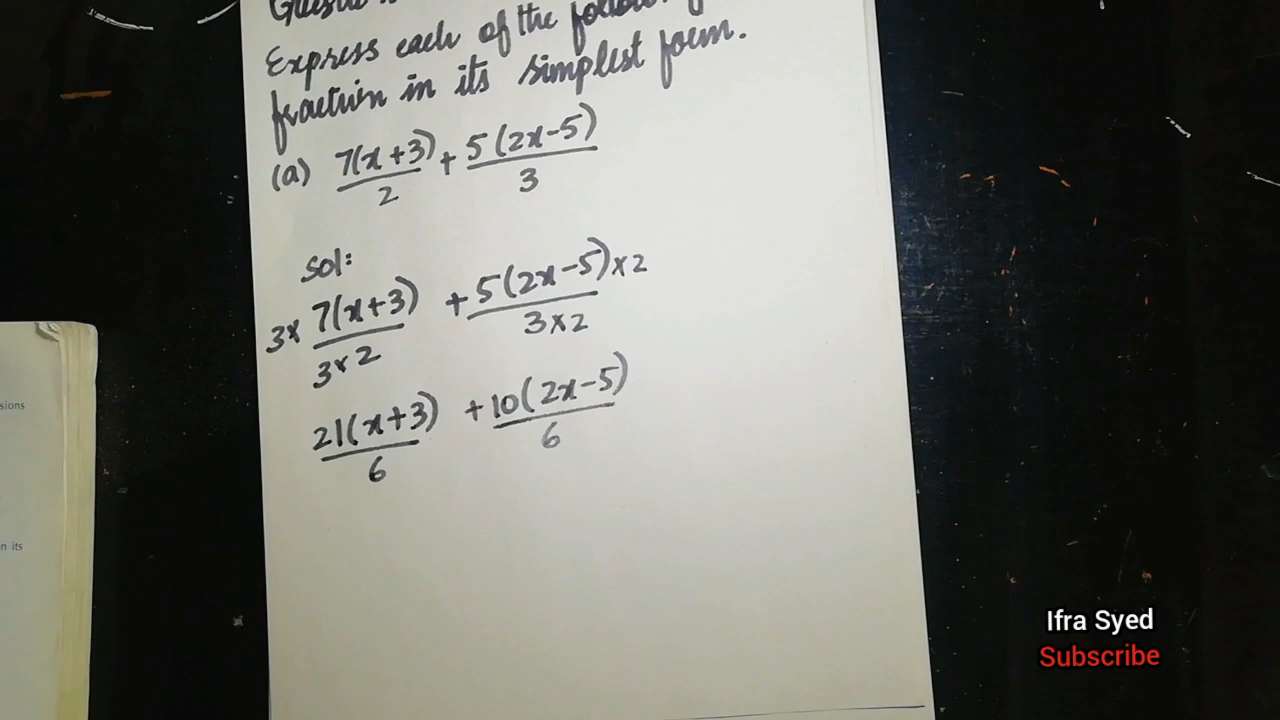 Express each of the
fraction in its simplest form.
(a) 7(x+3)/2 + 5(2x-5)/3
Sol:
3× 7(x+3)/3×2 + 5(2x-5)×2/3×2
21(x+3)/6 + 10(2x-5)/6
sions
n its
Ifra Syed
Subscribe